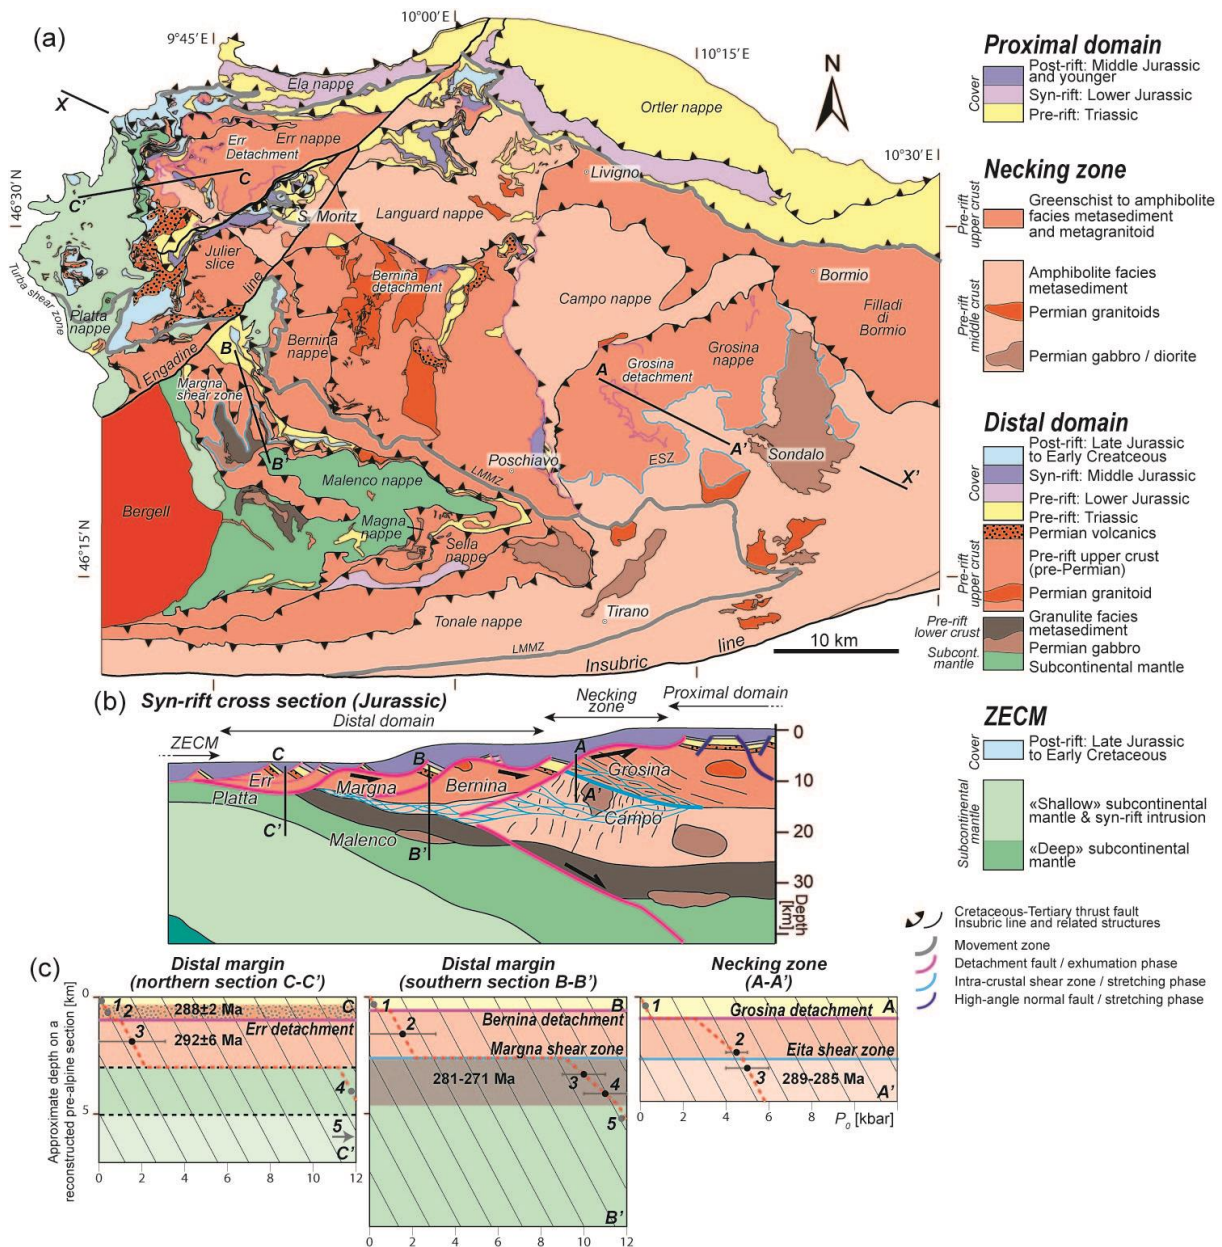 (a)
9°45' E
10°00' E
10°15' E
10°30' E
46°30' N
46°15' N
N
X
Ela nappe
Ortler nappe
Err nappe
Err
Detachment
C
C'
Livigno
S. Moritz
Languard nappe
Julier
slice
Turba shear zone
Platta
nappe
Bernina
detachment
Campo nappe
Bormio
Filladi
di
Bormio
Engadine
line
B
Bernina
nappe
Grosina
nappe
A
Grosina
detachment
Margna
shear zone
A'
B'
ESZ
Sondalo
X'
LMMZ
Poschiavo
Malenco nappe
Bergell
Magna
nappe
Sella
nappe
Tirano
Tonale nappe
LMMZ
Insubric
line
10 km
Proximal domain
Cover
Post-rift: Middle Jurassic
and younger
Syn-rift: Lower Jurassic
Pre-rift: Triassic
Necking zone
Pre-rift
upper crust
Greenschist to amphibolite
facies metasediment
and metagranitoid
Pre-rift
middle crust
Amphibolite facies
metasediment
Permian granitoids
Permian gabbro / diorite
Distal domain
Cover
Post-rift: Late Jurassic
to Early Creatceous
Syn-rift: Middle Jurassic
Pre-rift: Lower Jurassic
Pre-rift: Triassic
Permian volcanics
Pre-rift
upper crust
Pre-rift upper crust
(pre-Permian)
Permian granitoid
Pre-rift
lower crust
Granulite facies
metasediment
Permian gabbro
Subcont.
mantle
Subcontinental mantle
ZECM
Cover
Post-rift: Late Jurassic
to Early Cretaceous
Subcontinental
mantle
«Shallow» subcontinental
mantle & syn-rift intrusion
«Deep» subcontinental
mantle
Cretaceous-Tertiary thrust fault
Insubric line and related structures
Movement zone
Detachment fault / exhumation phase
Intra-crustal shear zone / stretching phase
High-angle normal fault / stretching phase
(b)
Syn-rift cross section (Jurassic)
Necking
zone
Proximal domain
Distal domain
ZECM
C
B
A
Err
Margna
Bernina
Grosina
Platta
A'
Campo
C'
Malenco
B'
0
10
20
30
Depth
[km]
(c)
Distal margin
(northern section C-C')
Distal margin
(southern section B-B')
Necking zone
(A-A')
Approximate depth on a
reconstructed pre-alpine section [km]
0
5
1
2
288±2 Ma
C
Err detachment
3
292±6 Ma
4
5
C'
0 2 4 6 8 10 12
0
5
1
B
Bernina detachment
2
Margna shear zone
281-271 Ma
3
4
5
B'
0 2 4 6 8 10 12
0
1
Grosina detachment
A
2
Eita shear zone
3
289-285 Ma
A'
0 2 4 6 8 P₀ [kbar]